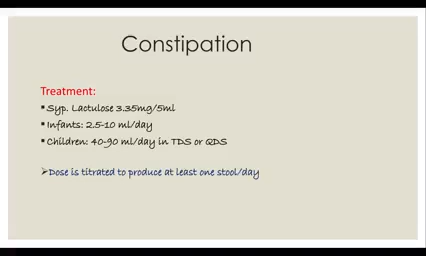 Constipation
Treatment:
▪Syp. Lactulose 3.35mg/5ml
▪Infants: 2.5-10 ml/day
▪Children: 40-90 ml/day in TDS or QDS
➢Dose is titrated to produce at least one stool/day